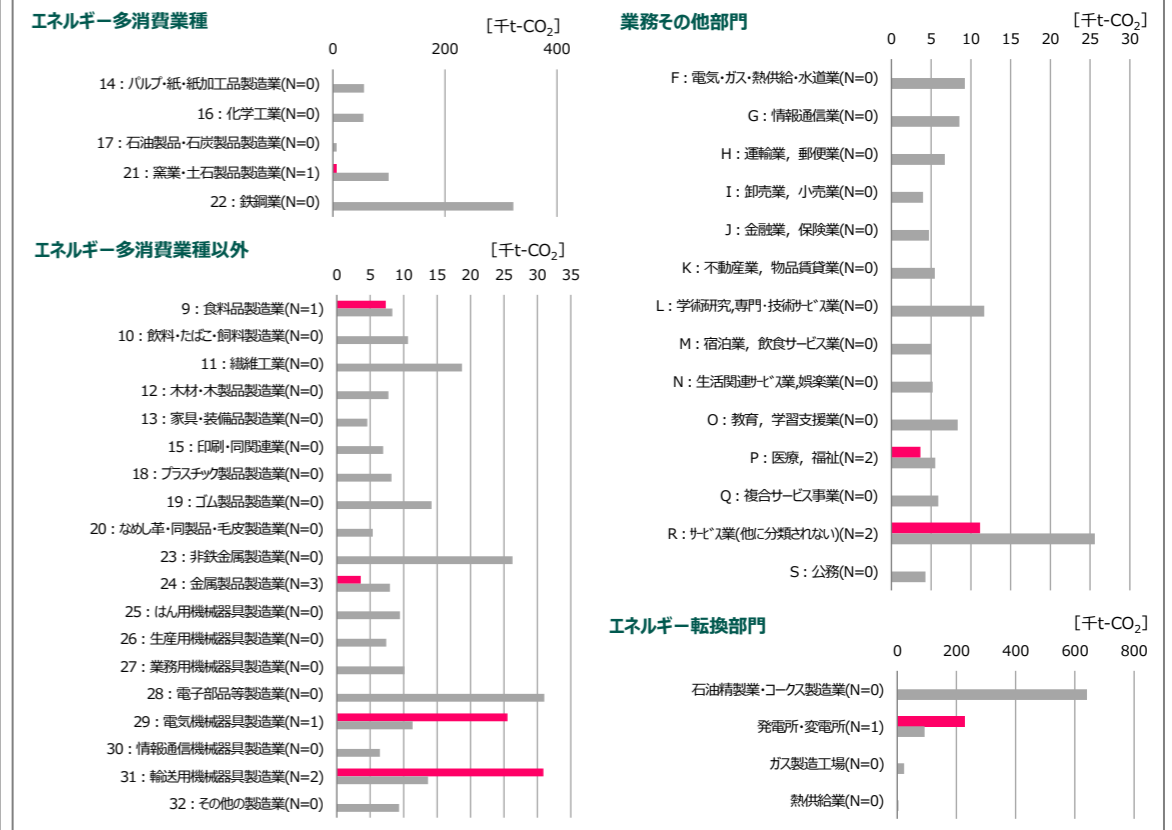 エネルギー多消費業種
[千t-CO2]
0 200 400
14：パルプ・紙・紙加工品製造業(N=0)
16：化学工業(N=0)
17：石油製品・石炭製品製造業(N=0)
21：窯業・土石製品製造業(N=1)
22：鉄鋼業(N=0)
エネルギー多消費業種以外
[千t-CO2]
0 5 10 15 20 25 30 35
9：食料品製造業(N=1)
10：飲料・たばこ・飼料製造業(N=0)
11：繊維工業(N=0)
12：木材・木製品製造業(N=0)
13：家具・装備品製造業(N=0)
15：印刷・同関連業(N=0)
18：プラスチック製品製造業(N=0)
19：ゴム製品製造業(N=0)
20：なめし革・同製品・毛皮製造業(N=0)
23：非鉄金属製造業(N=0)
24：金属製品製造業(N=3)
25：はん用機械器具製造業(N=0)
26：生産用機械器具製造業(N=0)
27：業務用機械器具製造業(N=0)
28：電子部品等製造業(N=0)
29：電気機械器具製造業(N=1)
30：情報通信機械器具製造業(N=0)
31：輸送用機械器具製造業(N=2)
32：その他の製造業(N=0)
業務その他部門
[千t-CO2]
0 5 10 15 20 25 30
F：電気・ガス・熱供給・水道業(N=0)
G：情報通信業(N=0)
H：運輸業，郵便業(N=0)
I：卸売業，小売業(N=0)
J：金融業，保険業(N=0)
K：不動産業，物品賃貸業(N=0)
L：学術研究,専門・技術ｻｰﾋﾞｽ業(N=0)
M：宿泊業，飲食サービス業(N=0)
N：生活関連ｻｰﾋﾞｽ業,娯楽業(N=0)
O：教育，学習支援業(N=0)
P：医療，福祉(N=2)
Q：複合サービス事業(N=0)
R：ｻｰﾋﾞｽ業(他に分類されない)(N=2)
S：公務(N=0)
エネルギー転換部門
[千t-CO2]
0 200 400 600 800
石油精製業・コークス製造業(N=0)
発電所・変電所(N=1)
ガス製造工場(N=0)
熱供給業(N=0)